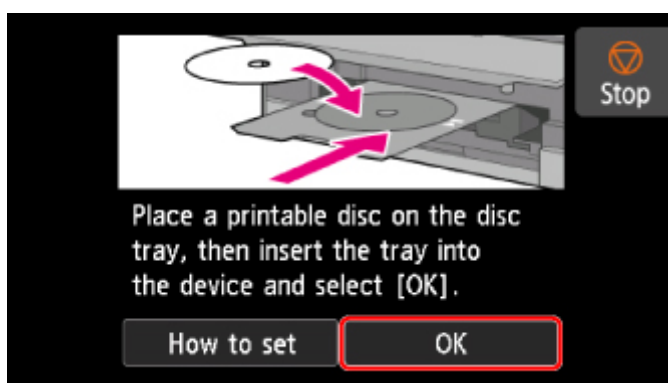 Stop
Place a printable disc on the disc
tray, then insert the tray into
the device and select [OK].
How to set
OK